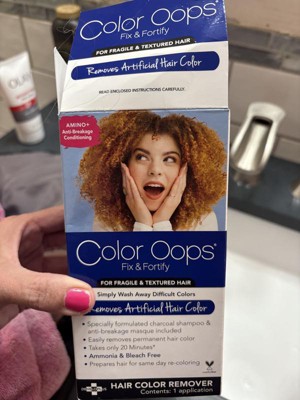 Color Oops®
Fix & Fortify
FOR FRAGILE & TEXTURED HAIR
Removes Artificial Hair Color
READ ENCLOSED INSTRUCTIONS CAREFULLY.
AMINO+
Anti-Breakage
Conditioning
Color Oops®
Fix & Fortify
FOR FRAGILE & TEXTURED HAIR
Simply Wash Away Difficult Colors
Removes Artificial Hair Color
• Specially formulated charcoal shampoo &
anti-breakage masque included
• Easily removes permanent hair color
• Takes only 20 Minutes*
• Ammonia & Bleach Free
• Prepares hair for same day re-coloring
HAIR COLOR REMOVER
Contents: 1 application